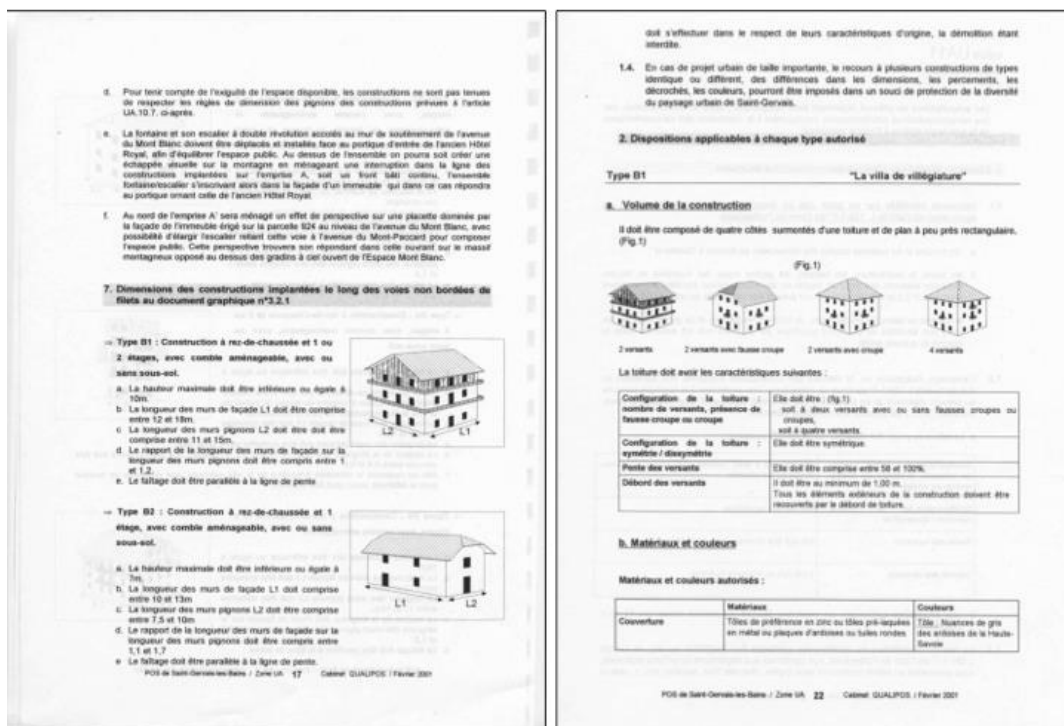 d. Pour tenir compte de l'exiguïté de l'espace disponible, les constructions ne sont pas tenues
de respecter les règles de dimension des pignons des constructions prévues à l'article
UA.10.7. ci-après.
e. La fontaine et son escalier à double révolution accolés au mur de soutènement de l'avenue
du Mont Blanc doivent être déplacés et installés face au portique d'entrée de l'ancien Hôtel
Royal, afin d'équilibrer l'espace public. Au dessus de l'ensemble on pourra soit créer une
échappée visuelle sur la montagne en ménageant une interruption dans la ligne des
constructions implantées sur l'emprise A, soit un front bâti continu, l'ensemble
fontaine/escalier s'inscrivant alors dans la façade d'un immeuble qui dans ce cas répondra
au portique ornant celle de l'ancien Hôtel Royal.
f. Au nord de l'emprise A' sera ménagé un effet de perspective sur une placette dominée par
la façade de l'immeuble érigé sur la parcelle 924 au niveau de l'avenue du Mont Blanc, avec
possibilité d'élargir l'escalier reliant cette voie à l'avenue du Mont-Paccard pour composer
l'espace public. Cette perspective trouvera son répondant dans celle ouvrant sur le massif
montagneux opposé au dessus des gradins à ciel ouvert de l'Espace Mont Blanc.
7. Dimensions des constructions implantées le long des voies non bordées de
filets au document graphique n°3.2.1
⇒ Type B1 : Construction à rez-de-chaussée et 1 ou
2 étages, avec comble aménageable, avec ou
sans sous-sol.
a. La hauteur maximale doit être inférieure ou égale à
10m.
b. La longueur des murs de façade L1 doit être comprise
entre 12 et 18m.
c. La longueur des murs pignons L2 doit être doit être
comprise entre 11 et 15m.
d. Le rapport de la longueur des murs de façade sur la
longueur des murs pignons doit être compris entre 1
et 1,2.
e. Le faîtage doit être parallèle à la ligne de pente
L2 L1
⇒ Type B2 : Construction à rez-de-chaussée et 1
étage, avec comble aménageable, avec ou sans
sous-sol.
a. La hauteur maximale doit être inférieure ou égale à
7m.
b. La longueur des murs de façade L1 doit comprise
entre 10 et 13m
c. La longueur des murs pignons L2 doit être comprise
entre 7,5 et 10m
d. Le rapport de la longueur des murs de façade sur la
longueur des murs pignons doit être compris entre
1,1 et 1,7
e Le faîtage doit être parallèle à la ligne de pente.
L1 L2
POS de Saint-Gervais-les-Bains / Zone UA 17 Cabinet QUALIPOS / Février 2001
doit s'effectuer dans le respect de leurs caractéristiques d'origine, la démolition étant
interdite.
1.4. En cas de projet urbain de taille importante, le recours à plusieurs constructions de types
identique ou différent, des différences dans les dimensions, les percements, les
décrochés, les couleurs, pourront être imposés dans un souci de protection de la diversité
du paysage urbain de Saint-Gervais.
2. Dispositions applicables à chaque type autorisé
Type B1 "La villa de villégiature"
a. Volume de la construction
Il doit être composé de quatre côtés surmontés d'une toiture et de plan à peu près rectangulaire.
(Fig.1)
(Fig.1)
2 versants 2 versants avec fausse croupe 2 versants avec croupe 4 versants
La toiture doit avoir les caractéristiques suivantes :
Configuration de la toiture : nombre de versants, présence de fausse croupe ou croupe
Elle doit être : (fig.1)
soit à deux versants avec ou sans fausses croupes ou
croupes,
soit à quatre versants.
Configuration de la toiture : symétrie / dissymétrie
Elle doit être symétrique.
Pente des versants Elle doit être comprise entre 58 et 100%.
Débord des versants Il doit être au minimum de 1,00 m.
Tous les éléments extérieurs de la construction doivent être
recouverts par le débord de toiture.
b. Matériaux et couleurs
Matériaux et couleurs autorisés :
Matériaux Couleurs
Couverture
Tôles de préférence en zinc ou tôles pré-laquées
en métal ou plaques d'ardoises ou tuiles rondes
Tôle : Nuances de gris
des ardoises de la Haute-
Savoie
POS de Saint-Gervais-les-Bains / Zone UA 22 Cabinet QUALIPOS / Février 2001